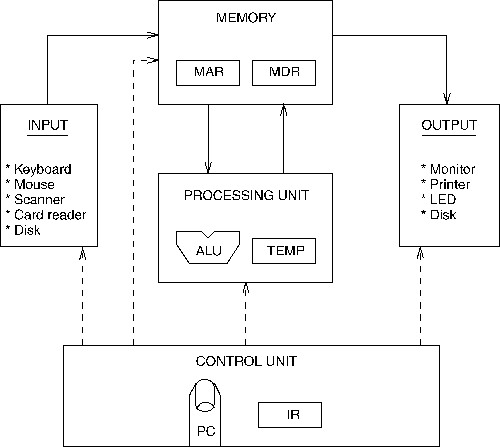 MEMORY
MAR
MDR
INPUT
* Keyboard
* Mouse
* Scanner
* Card reader
* Disk
OUTPUT
* Monitor
* Printer
* LED
* Disk
PROCESSING UNIT
ALU
TEMP
CONTROL UNIT
PC
IR